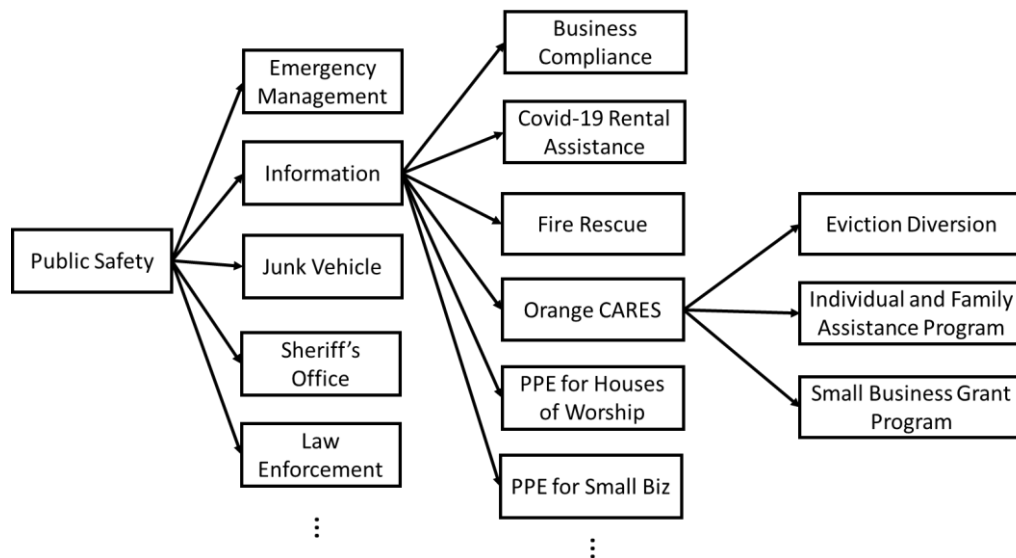 Public Safety
Emergency
Management
Information
Junk Vehicle
Sheriff's
Office
Law
Enforcement
⋮
Business
Compliance
Covid-19 Rental
Assistance
Fire Rescue
Orange CARES
PPE for Houses
of Worship
PPE for Small Biz
⋮
Eviction Diversion
Individual and Family
Assistance Program
Small Business Grant
Program